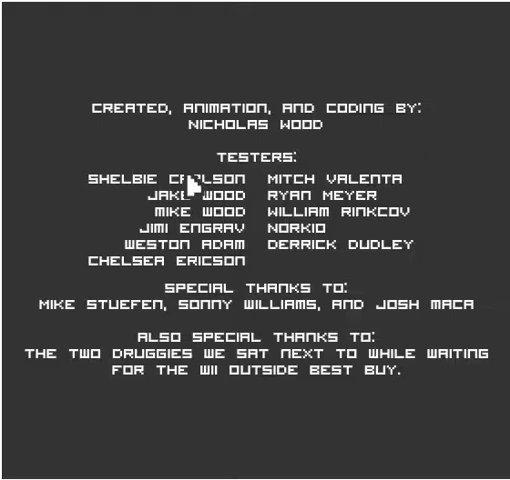 CREATED, ANIMATION, AND CODING BY:
NICHOLAS WOOD
TESTERS:
SHELBIE MITCH VALENTA
JAKE WOOD RYAN MEYER
MIKE WOOD WILLIAM RINKCOV
JIMI ENGRAV NORKIO
WESTON ADAM DERRICK DUDLEY
CHELSEA ERICSON
SPECIAL THANKS TO:
MIKE STUEFEN, SONNY WILLIAMS, AND JOSH MACA
ALSO SPECIAL THANKS TO:
THE TWO DRUGGIES WE SAT NEXT TO WHILE WAITING
FOR THE WII OUTSIDE BEST BUY.